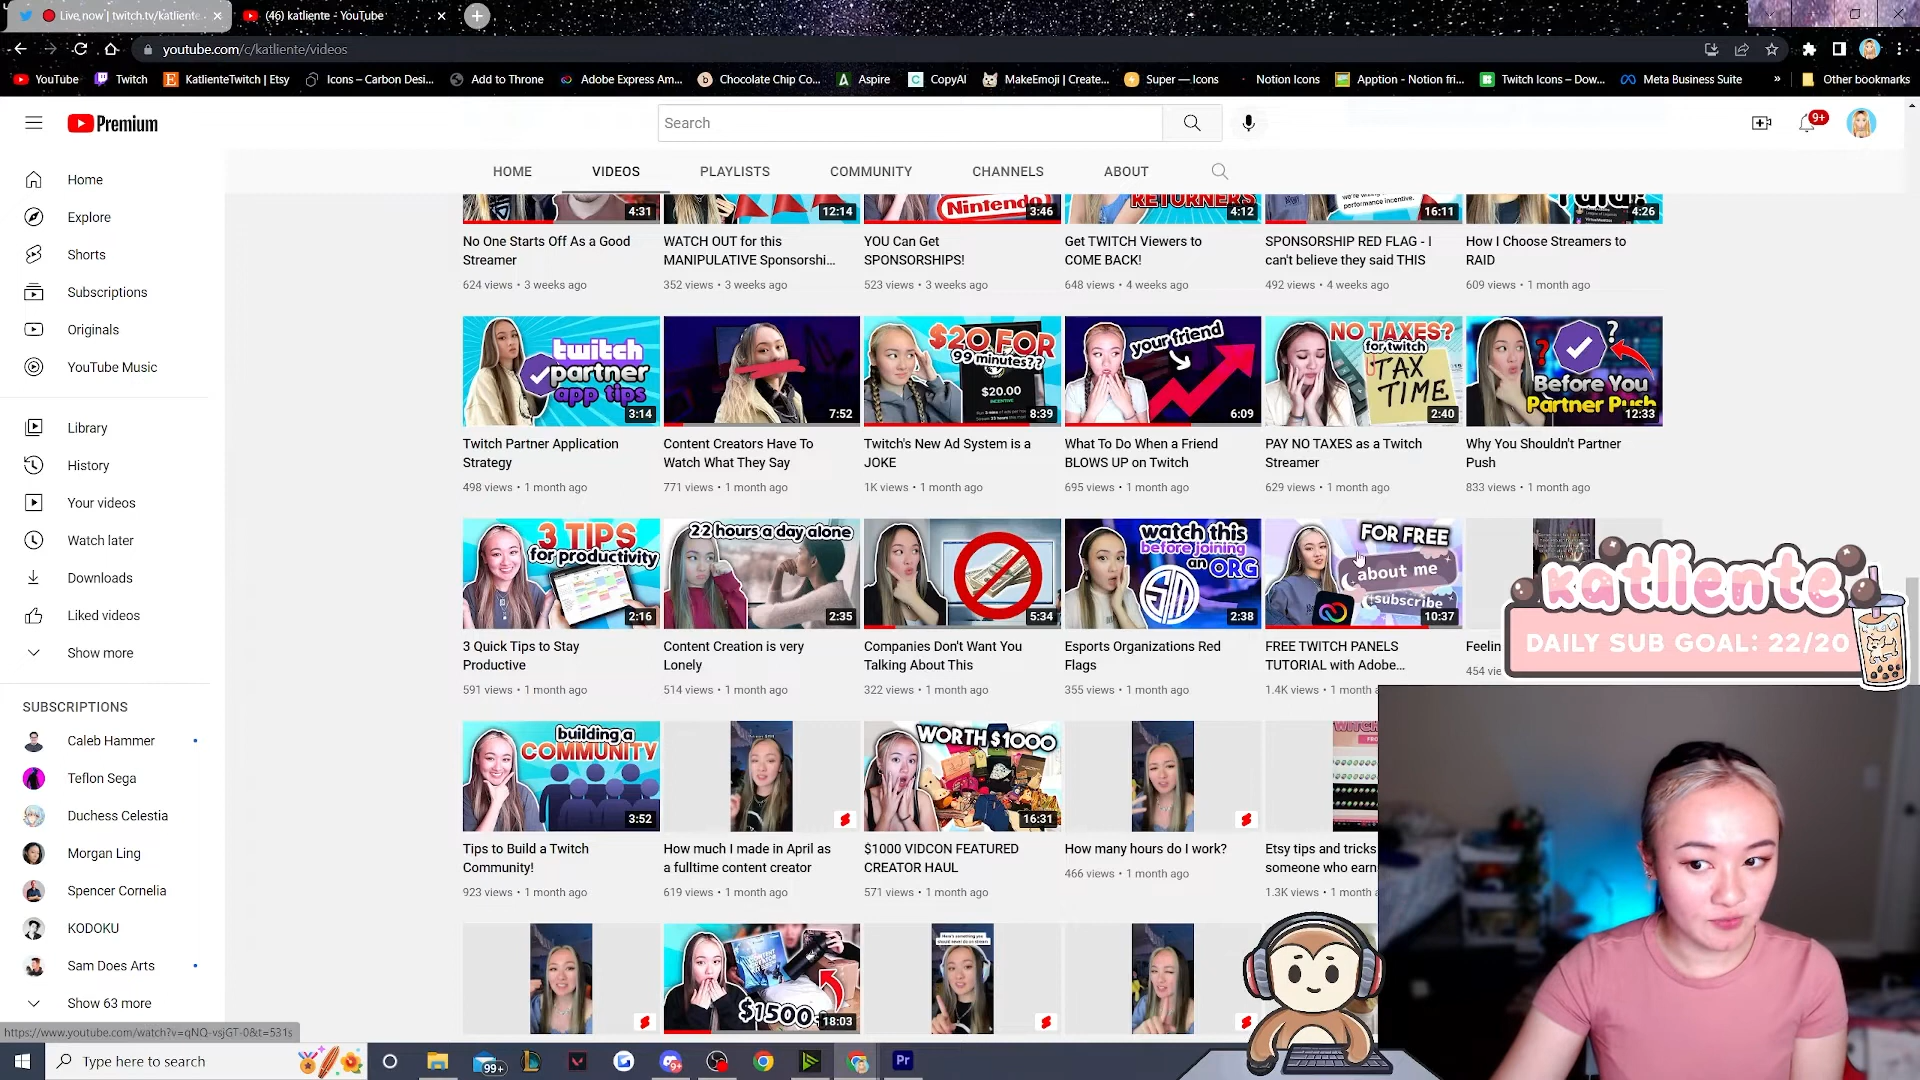 Live now | twitch.tv/katliente
(46) katliente - YouTube
youtube.com/c/katliente/videos
YouTube
Twitch
KatlienteTwitch | Etsy
Icons – Carbon Desi...
Add to Throne
Adobe Express Am...
Chocolate Chip Co...
Aspire
CopyAI
MakeEmoji | Create...
Super — Icons
Notion Icons
Apption - Notion fri...
Twitch Icons – Dow...
Meta Business Suite
»
Other bookmarks
Premium
Search
9+
HOME
VIDEOS
PLAYLISTS
COMMUNITY
CHANNELS
ABOUT
Home
Explore
Shorts
Subscriptions
Originals
YouTube Music
Library
History
Your videos
Watch later
Downloads
Liked videos
Show more
SUBSCRIPTIONS
Caleb Hammer
Teflon Sega
Duchess Celestia
Morgan Ling
Spencer Cornelia
KODOKU
Sam Does Arts
Show 63 more
4:31
No One Starts Off As a Good
Streamer
624 views • 3 weeks ago
12:14
WATCH OUT for this
MANIPULATIVE Sponsorshi...
352 views • 3 weeks ago
Nintendo
3:46
YOU Can Get
SPONSORSHIPS!
523 views • 3 weeks ago
RETURNERS
4:12
Get TWITCH Viewers to
COME BACK!
648 views • 4 weeks ago
performance incentive.
16:11
SPONSORSHIP RED FLAG - I
can't believe they said THIS
492 views • 4 weeks ago
4:26
How I Choose Streamers to
RAID
609 views • 1 month ago
twitch
partner
app tips
3:14
Twitch Partner Application
Strategy
498 views • 1 month ago
7:52
Content Creators Have To
Watch What They Say
771 views • 1 month ago
$20 FOR
99 minutes??
$20.00
INCENTIVE
8:39
Twitch's New Ad System is a
JOKE
1K views • 1 month ago
your friend
6:09
What To Do When a Friend
BLOWS UP on Twitch
695 views • 1 month ago
NO TAXES?
for twitch
TAX
TIME
2:40
PAY NO TAXES as a Twitch
Streamer
629 views • 1 month ago
? ?
Before You
Partner Push
12:33
Why You Shouldn't Partner
Push
833 views • 1 month ago
3 TIPS
for productivity
2:16
3 Quick Tips to Stay
Productive
591 views • 1 month ago
22 hours a day alone
2:35
Content Creation is very
Lonely
514 views • 1 month ago
5:34
Companies Don't Want You
Talking About This
322 views • 1 month ago
watch this
before joining
an ORG
2:38
Esports Organizations Red
Flags
355 views • 1 month ago
FOR FREE
about me
subscribe
10:37
FREE TWITCH PANELS
TUTORIAL with Adobe...
1.4K views • 1 month a
Feelin
454 vie
building a
COMMUNITY
3:52
Tips to Build a Twitch
Community!
923 views • 1 month ago
How much I made in April as
a fulltime content creator
619 views • 1 month ago
WORTH $1000
16:31
$1000 VIDCON FEATURED
CREATOR HAUL
571 views • 1 month ago
How many hours do I work?
466 views • 1 month ago
Etsy tips and tricks
someone who earn
1.3K views • 1 month
$1500
18:03
katliente
DAILY SUB GOAL: 22/20
https://www.youtube.com/watch?v=qNQ-vsjGT-0&t=531s
Type here to search
99+
9+
Pr